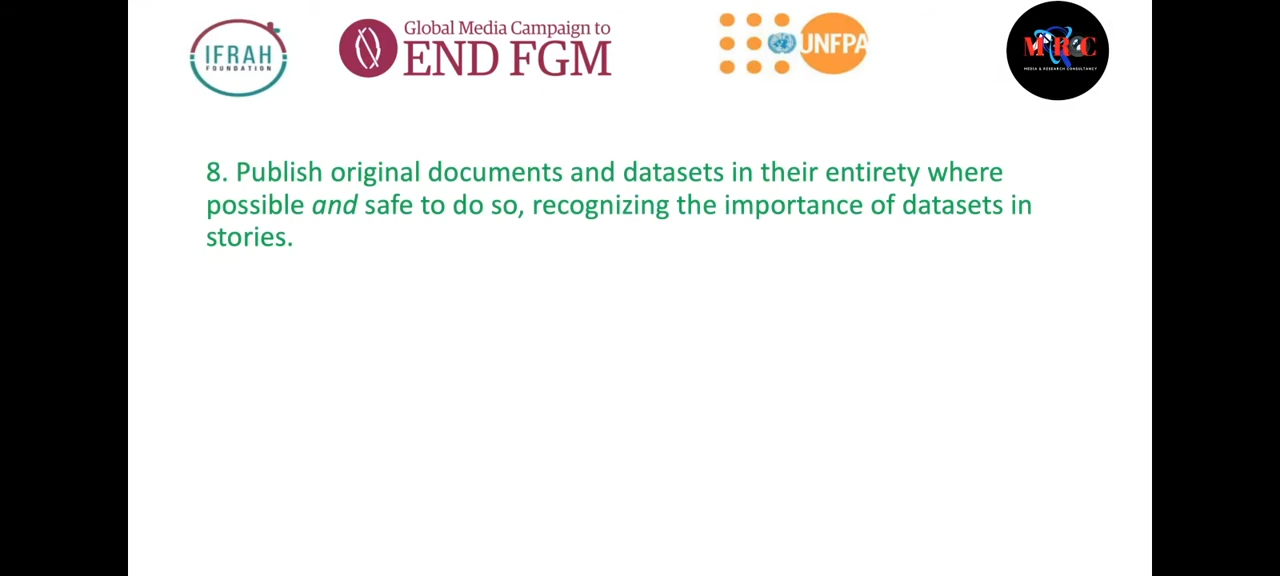 IFRAH
FOUNDATION
Global Media Campaign to
END FGM
UNFPA
MEDIA & RESEARCH CONSULTANCY
8. Publish original documents and datasets in their entirety where
possible and safe to do so, recognizing the importance of datasets in
stories.